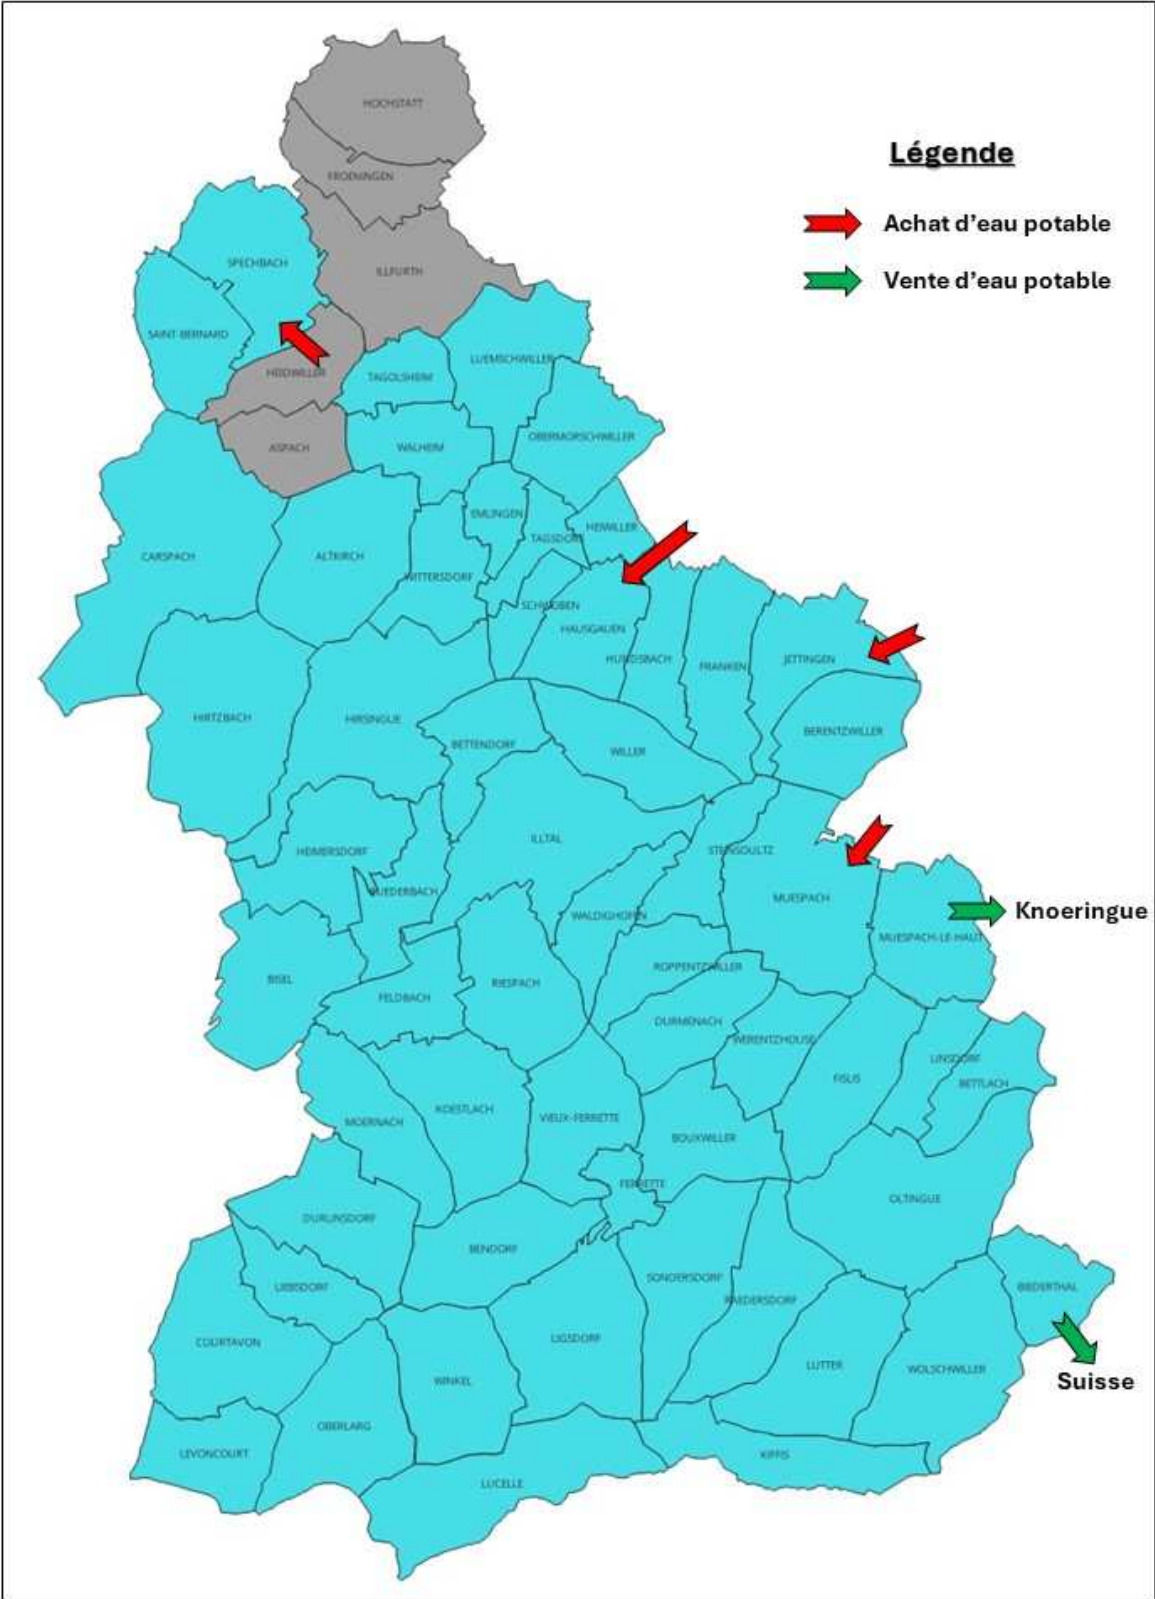 HOCHSTATT
FROENINGEN
Légende
Achat d’eau potable
Vente d’eau potable
SPECHBACH
ILLFURTH
SAINT-BERNARD
LUEMSCHWILLER
HEIDWILLER
TAGOLSHEIM
OBERMORSCHWILLER
ASPACH
WALHEIM
EMLINGEN
HEIWILLER
TAGSDORF
CARSPACH
ALTKIRCH
WITTERSDORF
SCHWOBEN
HAUSGAUEN
HUNDSBACH
FRANKEN
JETTINGEN
HIRTZBACH
HIRSINGUE
BERENTZWILLER
BETTENDORF
WILLER
HEIMERSDORF
ILLTAL
STEINSOULTZ
RUEDERBACH
MUESPACH
WALDIGHOFEN
Knoeringue
MUESPACH-LE-HAUT
ROPPENTZWILLER
BISEL
RIESPACH
FELDBACH
DURMENACH
WERENTZHOUSE
LINSDORF
FISLIS
BETTLACH
KOESTLACH
MOERNACH
VIEUX-FERRETTE
BOUXWILLER
FERRETTE
OLTINGUE
DURLINSDORF
BENDORF
SONDERSDORF
LIEBSDORF
BIEDERTHAL
RAEDERSDORF
COURTAVON
LIGSDORF
LUTTER
WOLSCHWILLER
WINKEL
Suisse
OBERLARG
LEVONCOURT
KIFFIS
LUCELLE